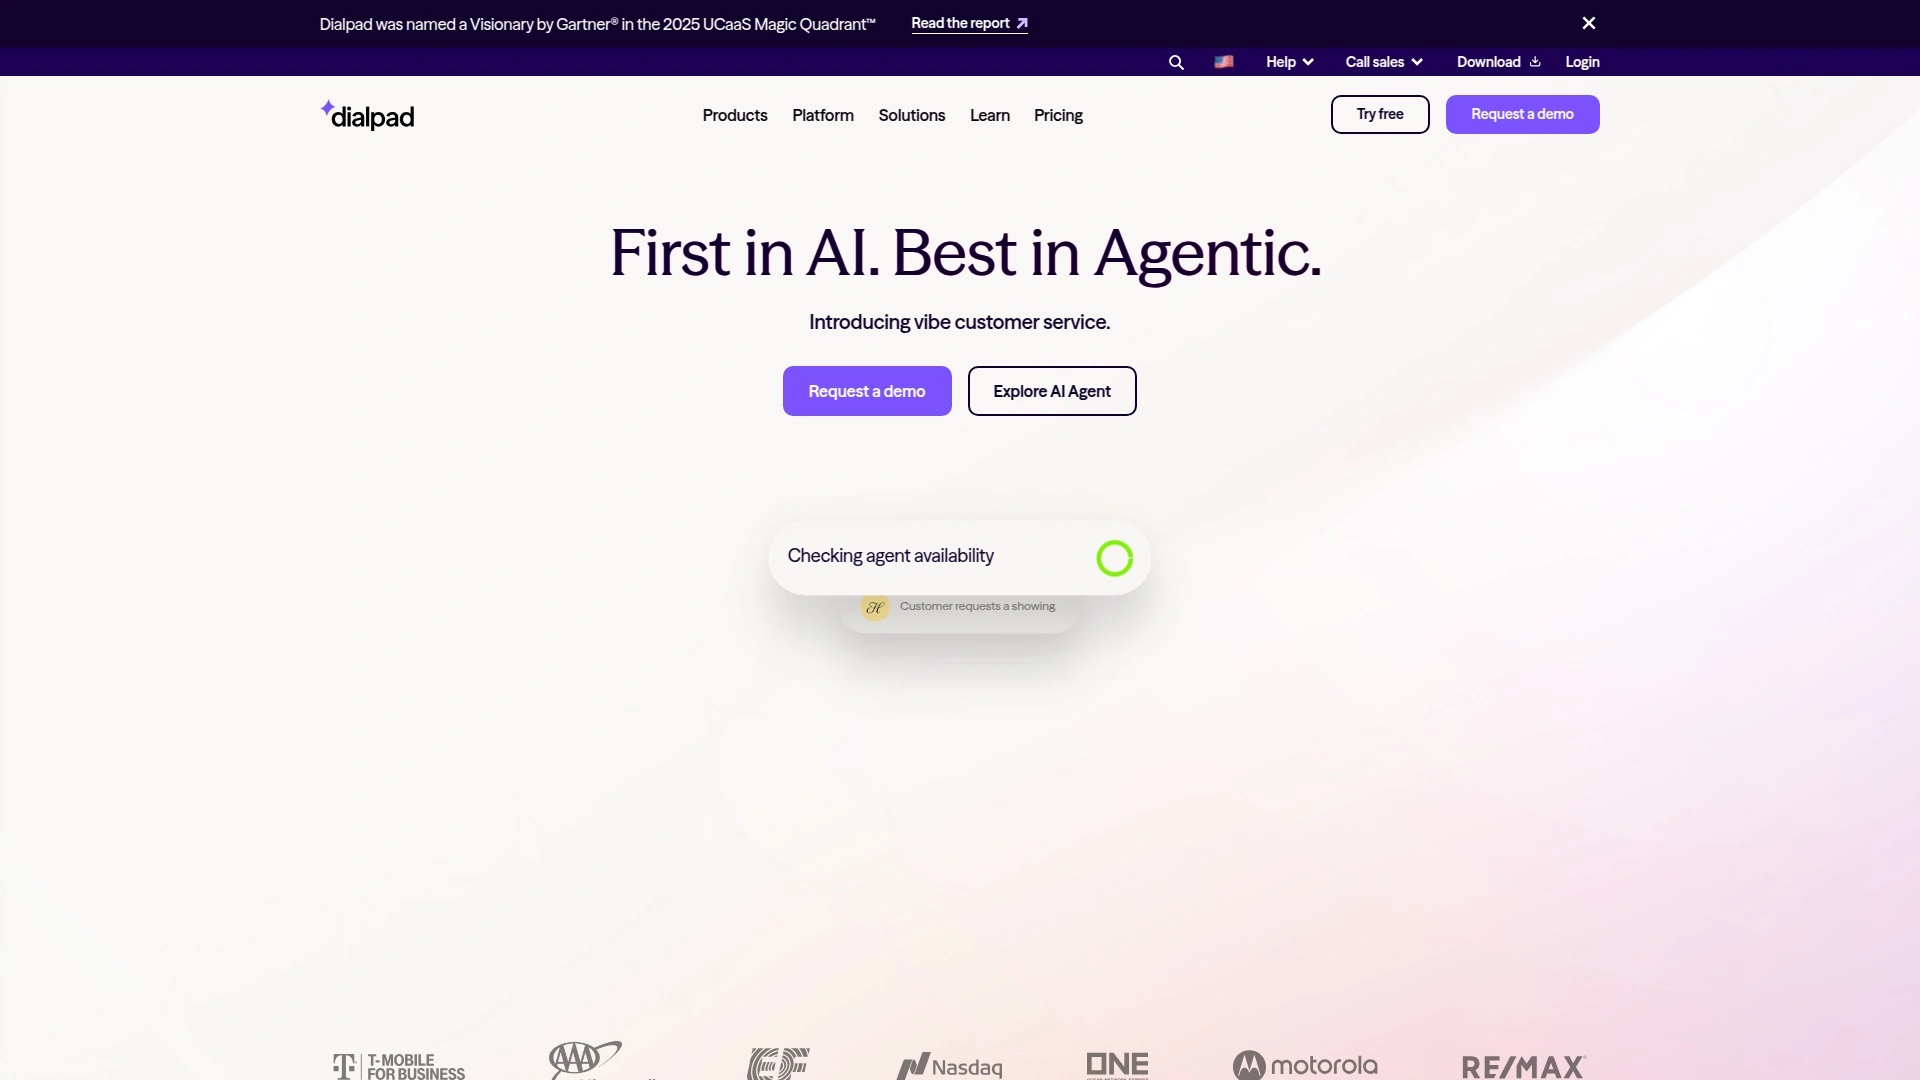 Dialpad was named a Visionary by Gartner® in the 2025 UCaaS Magic Quadrant™ Read the report
Help Call sales Download Login
dialpad Products Platform Solutions Learn Pricing Try free Request a demo
First in AI. Best in Agentic.
Introducing vibe customer service.
Request a demo Explore AI Agent
Checking agent availability
H Customer requests a showing
T T-MOBILE
FOR BUSINESS
AAA
EF
Nasdaq
ONE
motorola
RE/MAX